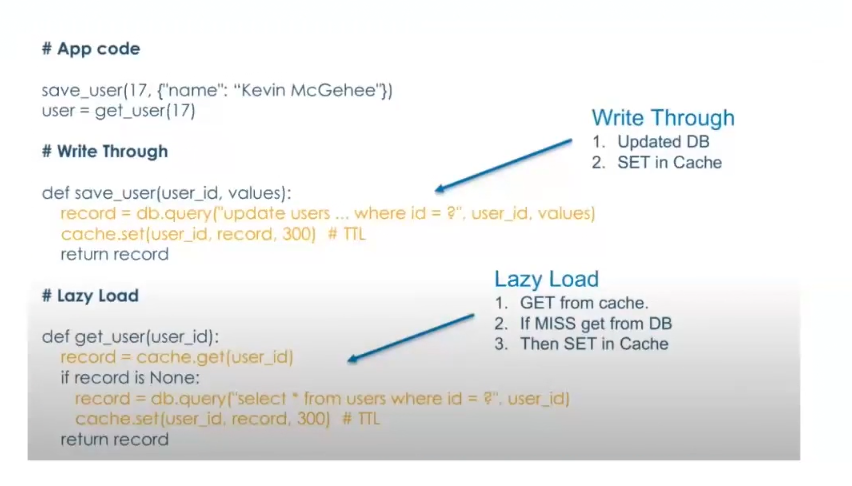 # App code
save_user(17, {"name": “Kevin McGehee"})
user = get_user(17)
# Write Through
def save_user(user_id, values):
record = db.query("update users ... where id = ?", user_id, values)
cache.set(user_id, record, 300) # TTL
return record
# Lazy Load
def get_user(user_id):
record = cache.get(user_id)
if record is None:
record = db.query("select * from users where id = ?", user_id)
cache.set(user_id, record, 300) # TTL
return record
Write Through
1. Updated DB
2. SET in Cache
Lazy Load
1. GET from cache.
2. If MISS get from DB
3. Then SET in Cache